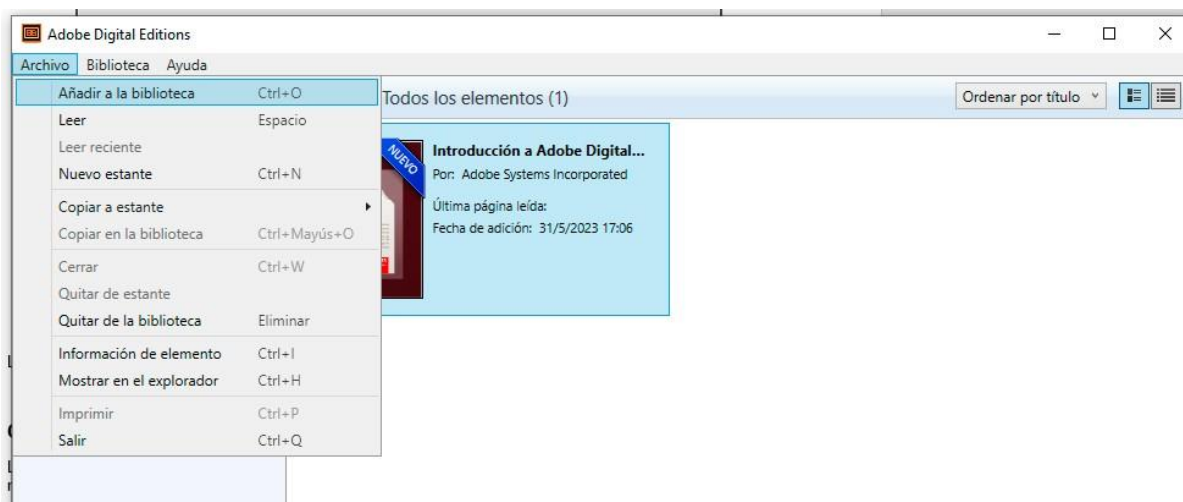 Adobe Digital Editions
Archivo Biblioteca Ayuda
Añadir a la biblioteca Ctrl+O
Leer Espacio
Leer reciente
Nuevo estante Ctrl+N
Copiar a estante
Copiar en la biblioteca Ctrl+Mayús+O
Cerrar Ctrl+W
Quitar de estante
Quitar de la biblioteca Eliminar
Información de elemento Ctrl+I
Mostrar en el explorador Ctrl+H
Imprimir Ctrl+P
Salir Ctrl+Q
Todos los elementos (1)
Ordenar por título
NUEVO
Introducción a Adobe Digital...
Por: Adobe Systems Incorporated
Última página leída:
Fecha de adición: 31/5/2023 17:06